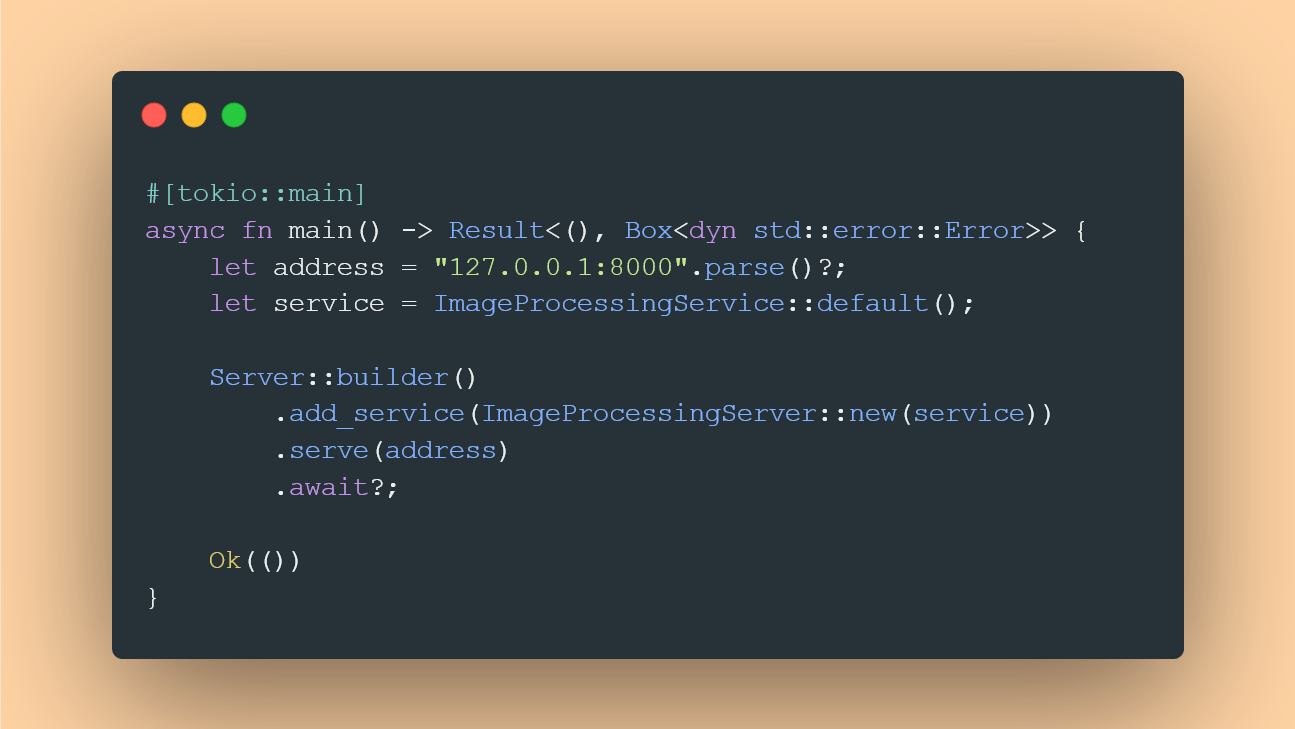 #[tokio::main]
async fn main() -> Result<(), Box<dyn std::error::Error>> {
    let address = "127.0.0.1:8000".parse()?;
    let service = ImageProcessingService::default();

    Server::builder()
        .add_service(ImageProcessingServer::new(service))
        .serve(address)
        .await?;

    Ok(())
}